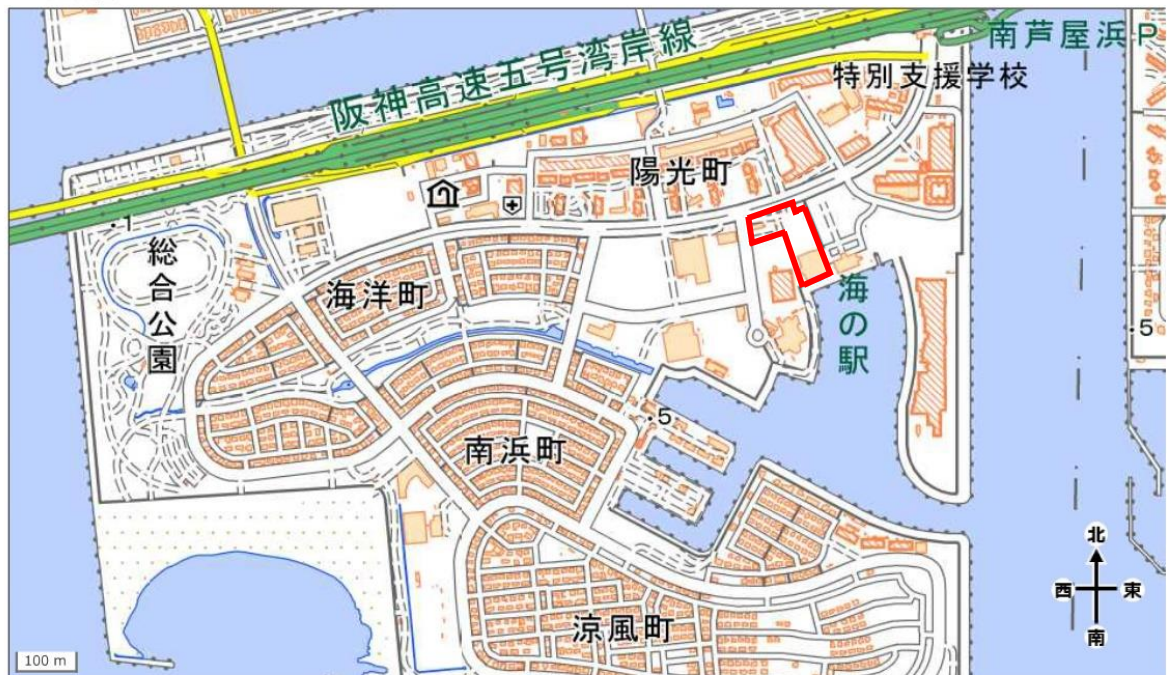 南芦屋浜P
阪神高速五号湾岸線
特別支援学校
陽光町
.1
総合公園
海洋町
海の駅
.5
.5
南浜町
北
西
東
南
涼風町
100 m